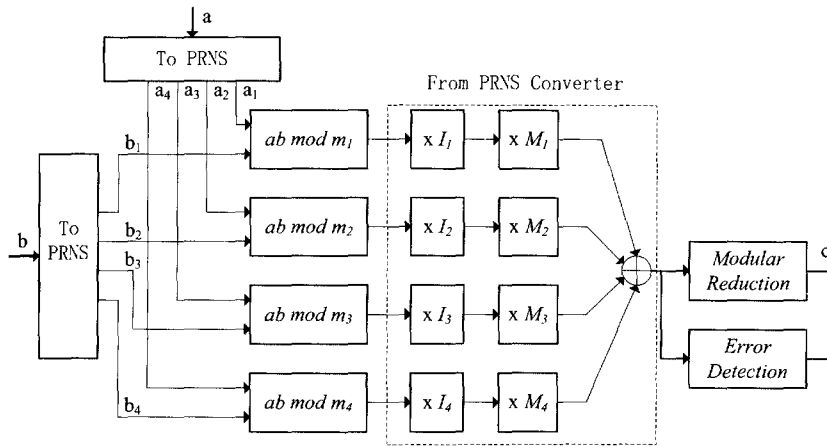 a
To PRNS
a₄ a₃ a₂ a₁
From PRNS Converter
b₁
ab mod m₁
x I₁
x M₁
b
To
PRNS
b₂
ab mod m₂
x I₂
x M₂
b₃
Modular
Reduction
c
ab mod m₃
x I₃
x M₃
Error
Detection
b₄
ab mod m₄
x I₄
x M₄